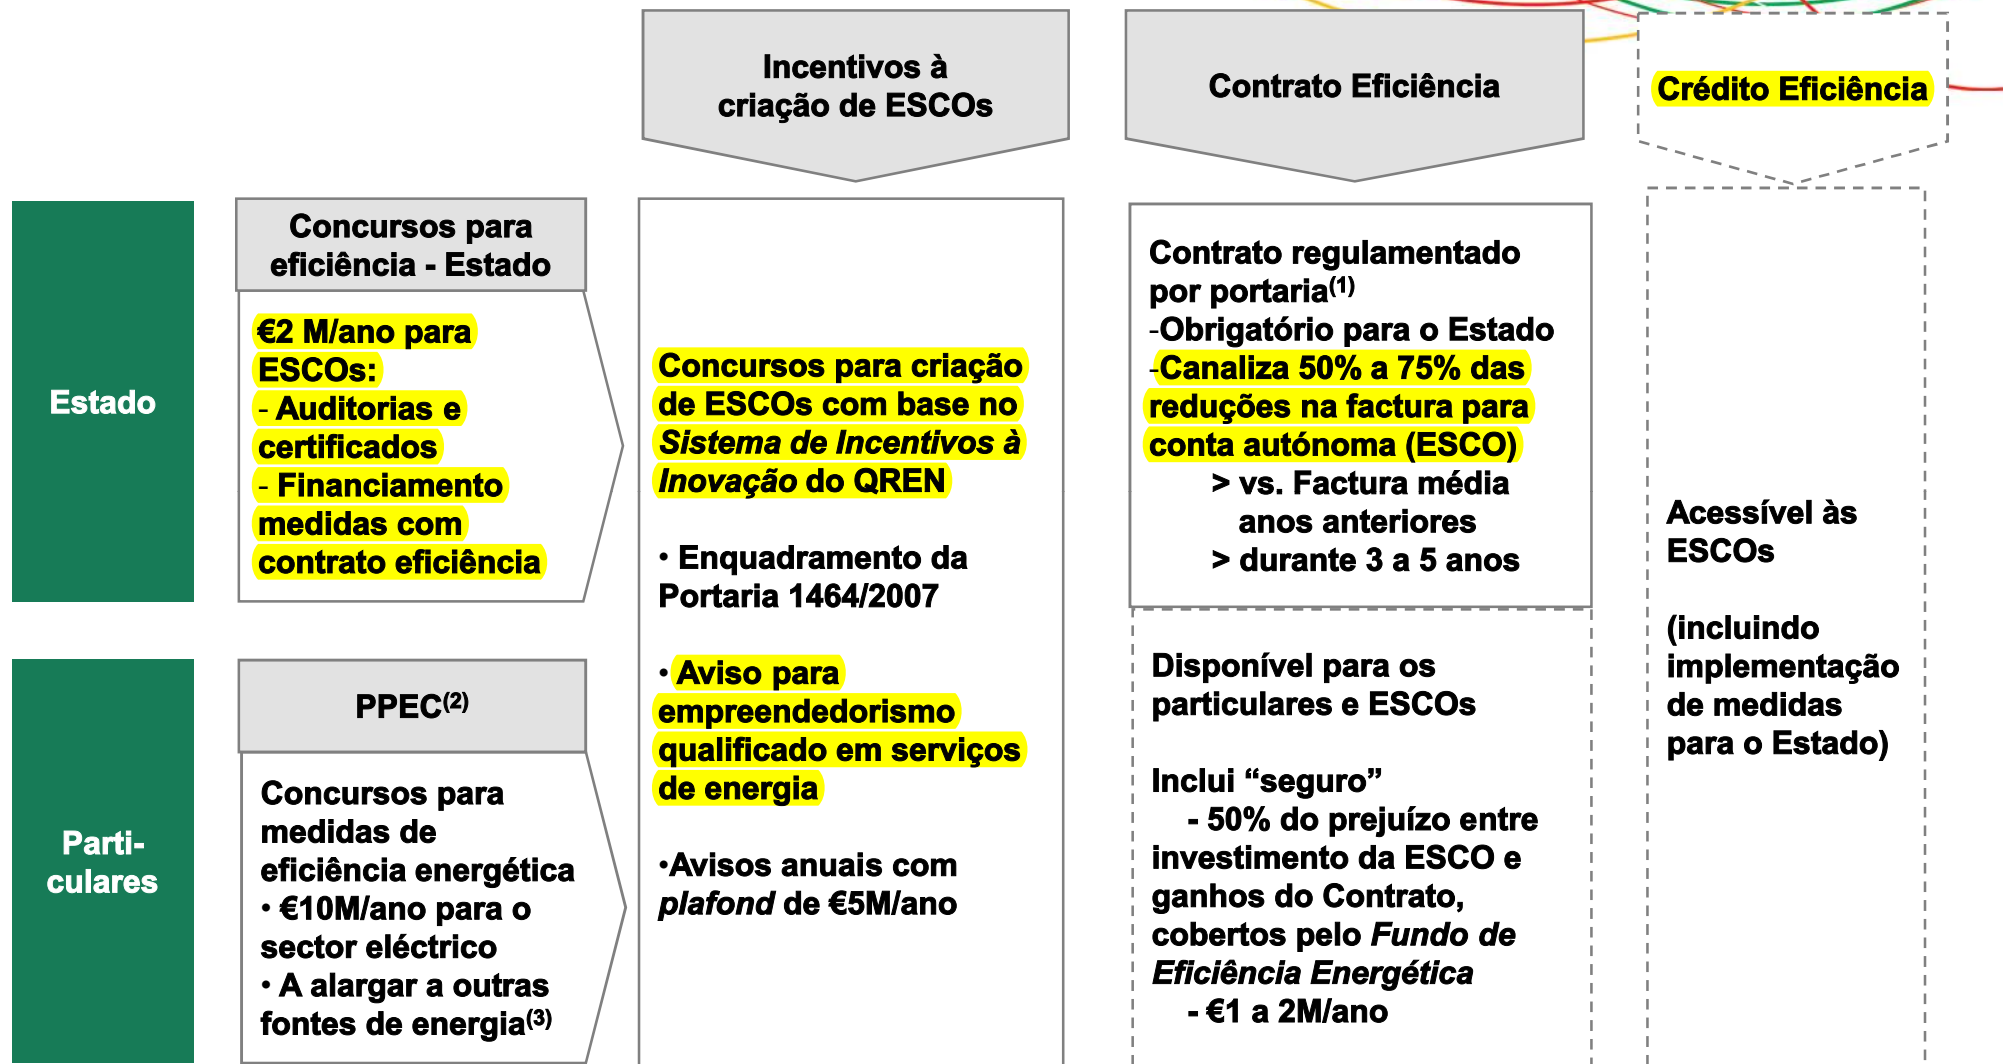 Incentivos à
criação de ESCOs
Contrato Eficiência
Crédito Eficiência
Estado
Concursos para
eficiência - Estado
€2 M/ano para
ESCOs:
- Auditorias e
certificados
- Financiamento
medidas com
contrato eficiência
Parti-
culares
PPEC(2)
Concursos para
medidas de
eficiência energética
• €10M/ano para o
sector eléctrico
• A alargar a outras
fontes de energia(3)
Concursos para criação
de ESCOs com base no
Sistema de Incentivos à
Inovação do QREN
• Enquadramento da
Portaria 1464/2007
• Aviso para
empreendedorismo
qualificado em serviços
de energia
•Avisos anuais com
plafond de €5M/ano
Contrato regulamentado
por portaria(1)
-Obrigatório para o Estado
-Canaliza 50% a 75% das
reduções na factura para
conta autónoma (ESCO)
> vs. Factura média
anos anteriores
> durante 3 a 5 anos
Disponível para os
particulares e ESCOs
Inclui “seguro”
- 50% do prejuízo entre
investimento da ESCO e
ganhos do Contrato,
cobertos pelo Fundo de
Eficiência Energética
- €1 a 2M/ano
Acessível às
ESCOs
(incluindo
implementação
de medidas
para o Estado)